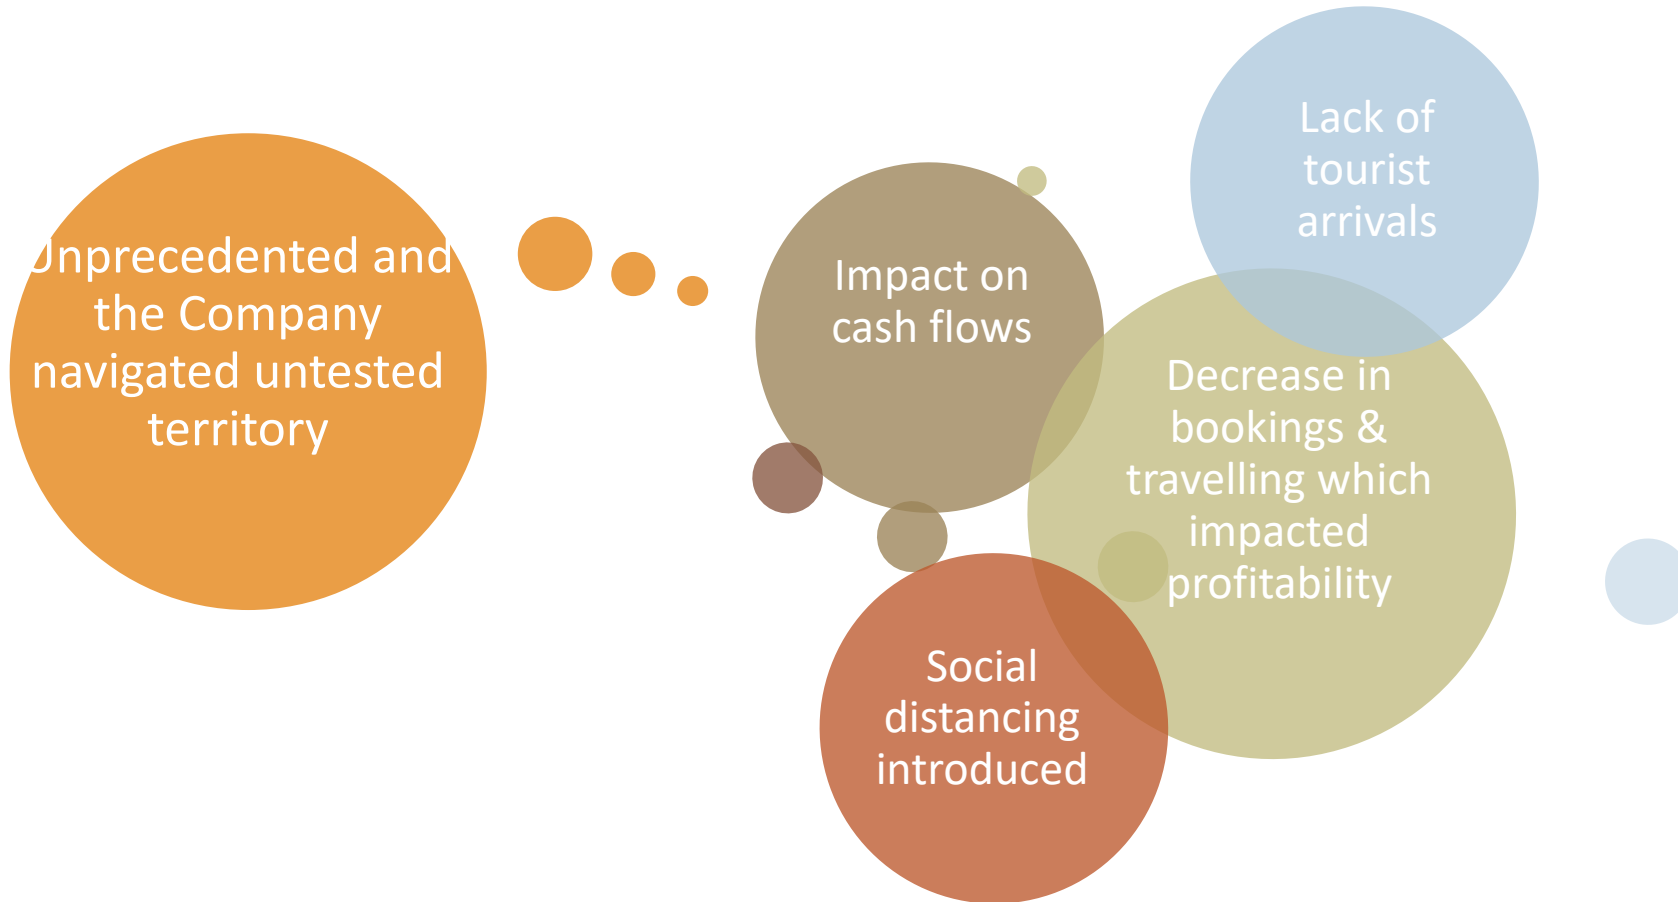 Unprecedented and
the Company
navigated untested
territory
Impact on
cash flows
Lack of
tourist
arrivals
Decrease in
bookings &
travelling which
impacted
profitability
Social
distancing
introduced